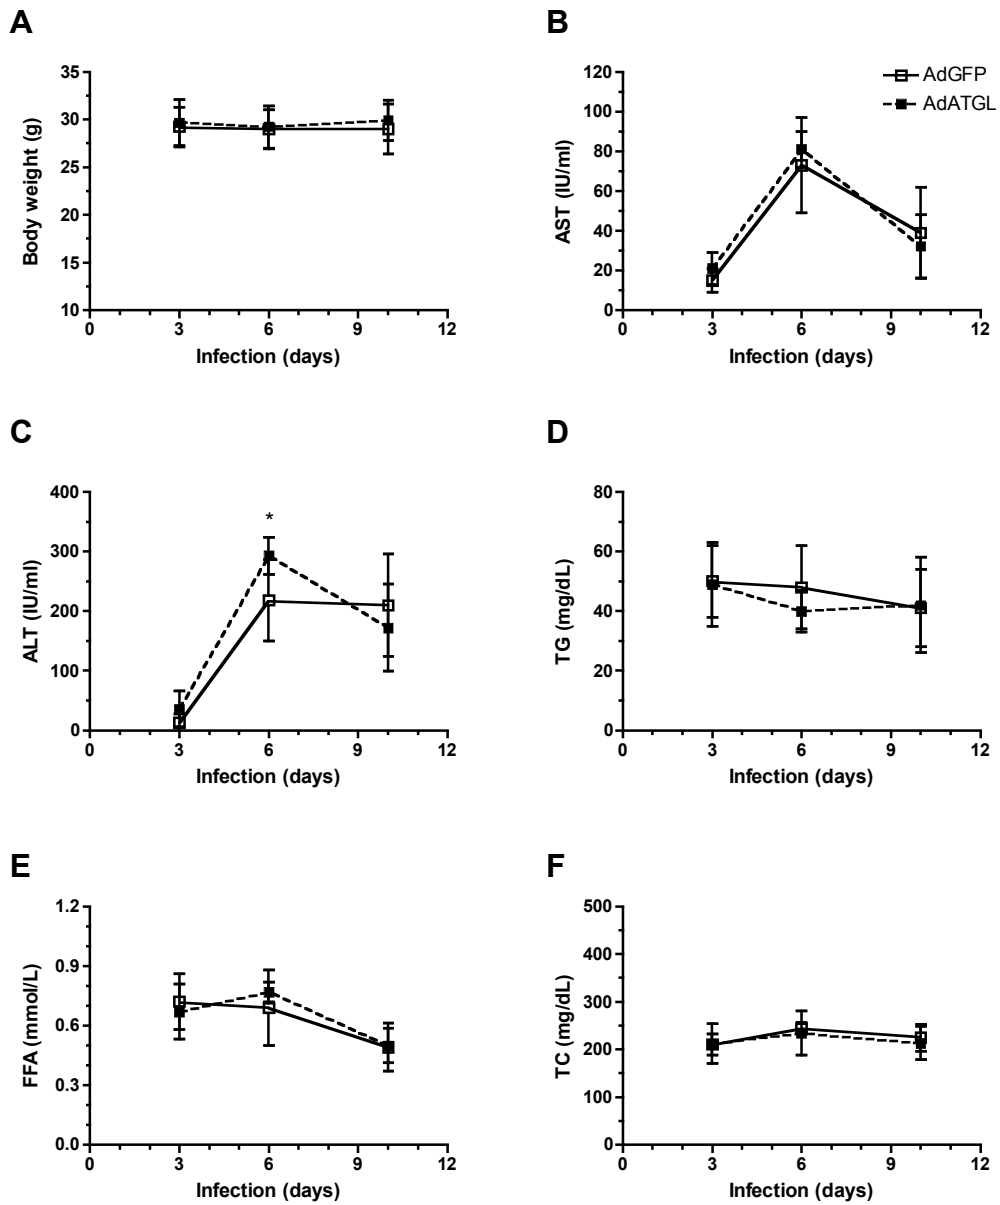 A
Body weight (g)
35
30
25
20
15
10
0 3 6 9 12
Infection (days)
B
AdGFP
AdATGL
AST (IU/ml)
120
100
80
60
40
20
0
0 3 6 9 12
Infection (days)
C
ALT (IU/ml)
400
300
200
100
0
*
0 3 6 9 12
Infection (days)
D
TG (mg/dL)
80
60
40
20
0
0 3 6 9 12
Infection (days)
E
FFA (mmol/L)
1.2
0.9
0.6
0.3
0.0
0 3 6 9 12
Infection (days)
F
TC (mg/dL)
500
400
300
200
100
0
0 3 6 9 12
Infection (days)